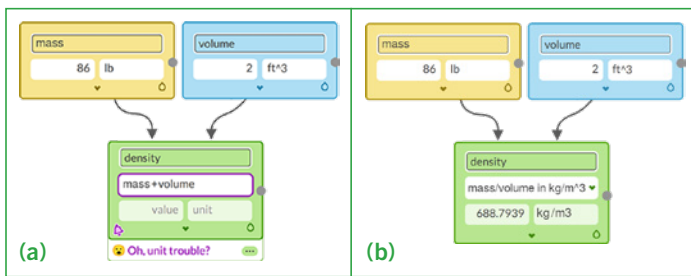 mass
86 lb
volume
2 ft^3
density
mass+volume
value unit
Oh, unit trouble?
(a)
mass
86 lb
volume
2 ft^3
density
mass/volume in kg/m^3
688.7939 kg/m3
(b)